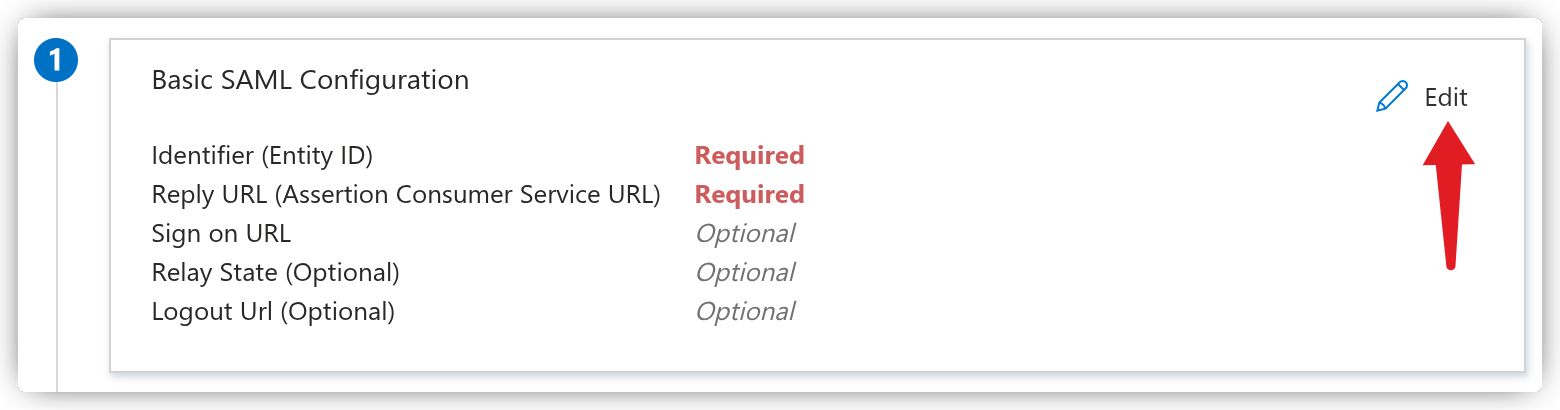 1
Basic SAML Configuration
Edit
Identifier (Entity ID) Required
Reply URL (Assertion Consumer Service URL) Required
Sign on URL Optional
Relay State (Optional) Optional
Logout Url (Optional) Optional